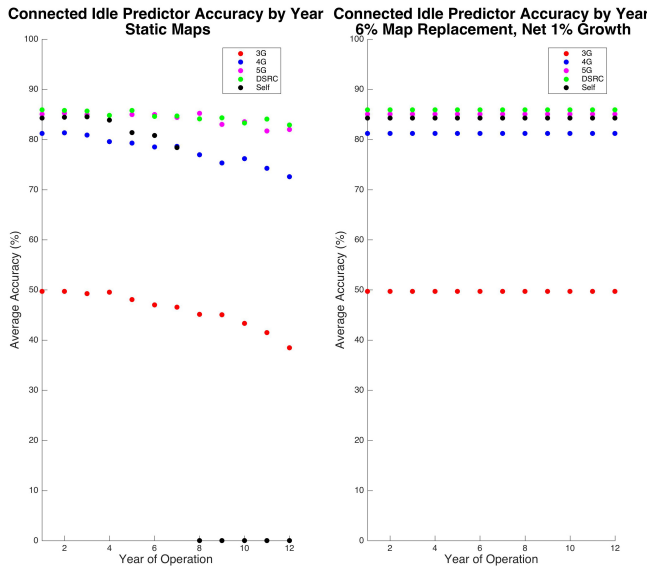 Connected Idle Predictor Accuracy by Year
Static Maps
3G
4G
5G
DSRC
Self
100
90
80
70
60
50
40
30
20
10
0
2
4
6
8
10
12
Average Accuracy (%)
Year of Operation
Connected Idle Predictor Accuracy by Year
6% Map Replacement, Net 1% Growth
3G
4G
5G
DSRC
Self
100
90
80
70
60
50
40
30
20
10
0
2
4
6
8
10
12
Average Accuracy (%)
Year of Operation